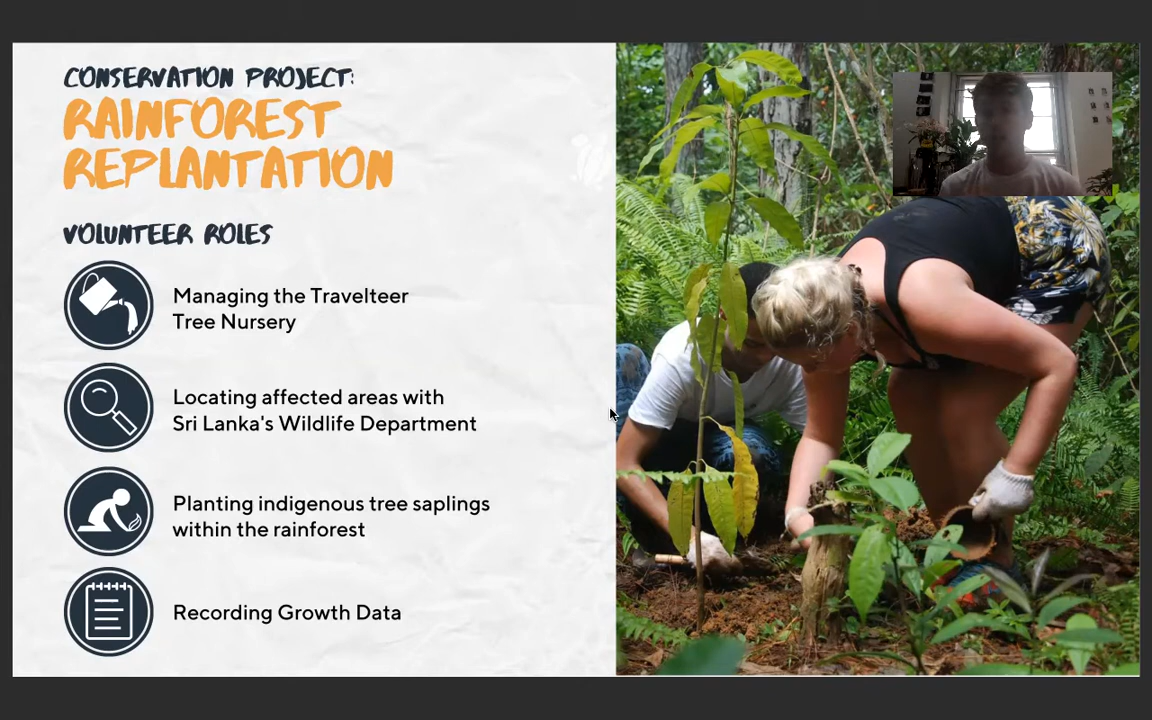 CONSERVATION PROJECT:
RAINFOREST
REPLANTATION
VOLUNTEER ROLES
Managing the Travelteer
Tree Nursery
Locating affected areas with
Sri Lanka's Wildlife Department
Planting indigenous tree saplings
within the rainforest
Recording Growth Data